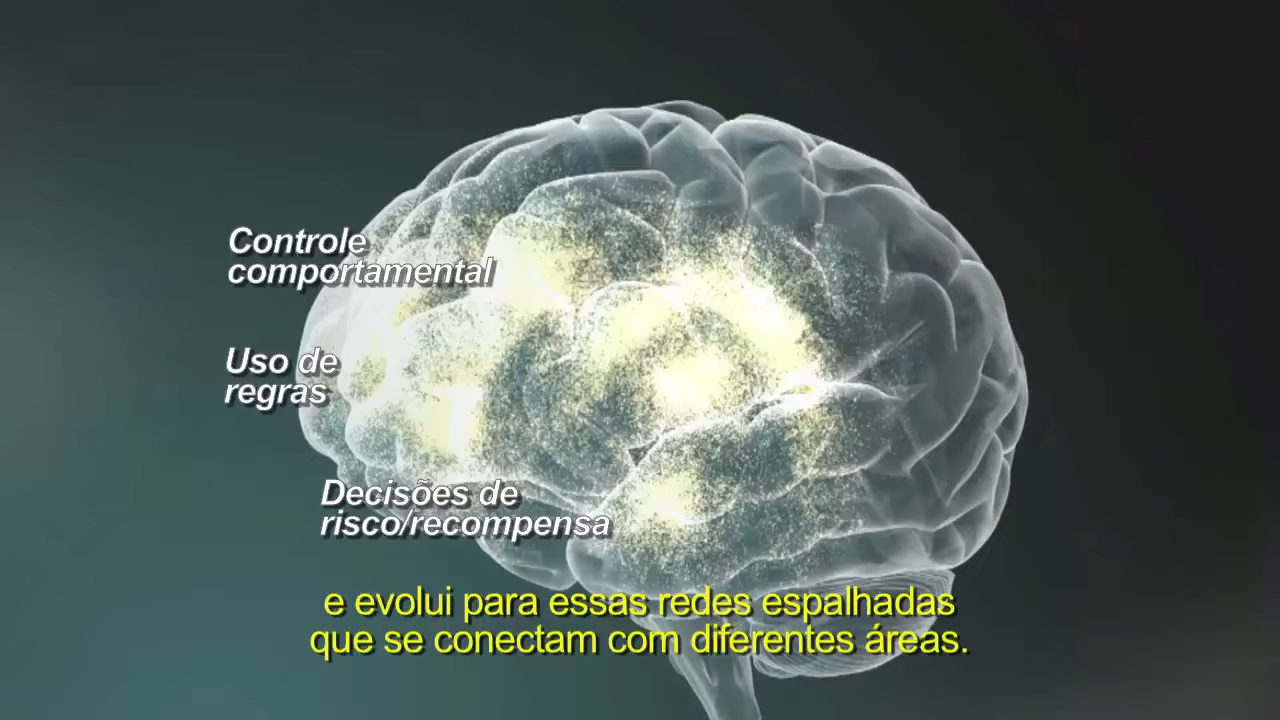 Controle
comportamental
Uso de
regras
Decisões de
risco/recompensa
e evolui para essas redes espalhadas
que se conectam com diferentes áreas.